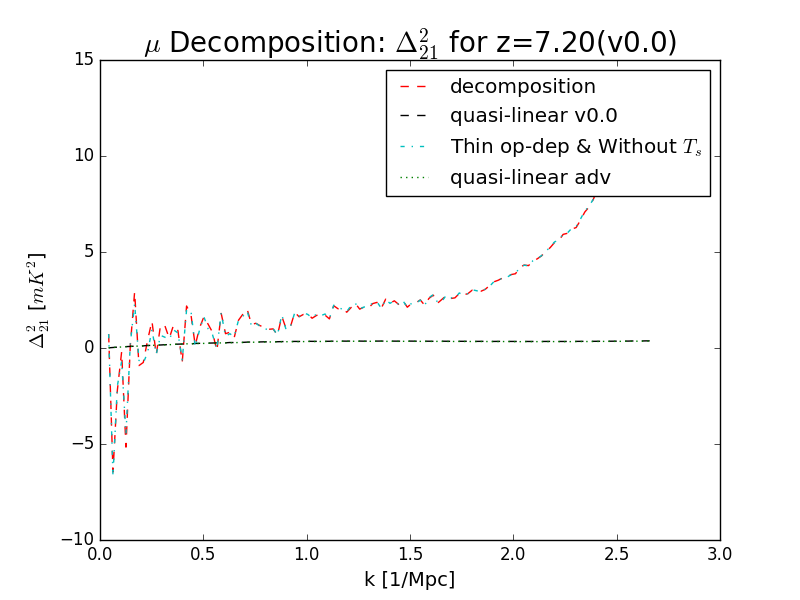 μ Decomposition: Δ²₂₁ for z=7.20(v0.0)
15
decomposition
quasi-linear v0.0
Thin op-dep & Without Tₛ
quasi-linear adv
10
5
0
−5
−10
Δ²₂₁ [mK²]
0.0 0.5 1.0 1.5 2.0 2.5 3.0
k [1/Mpc]